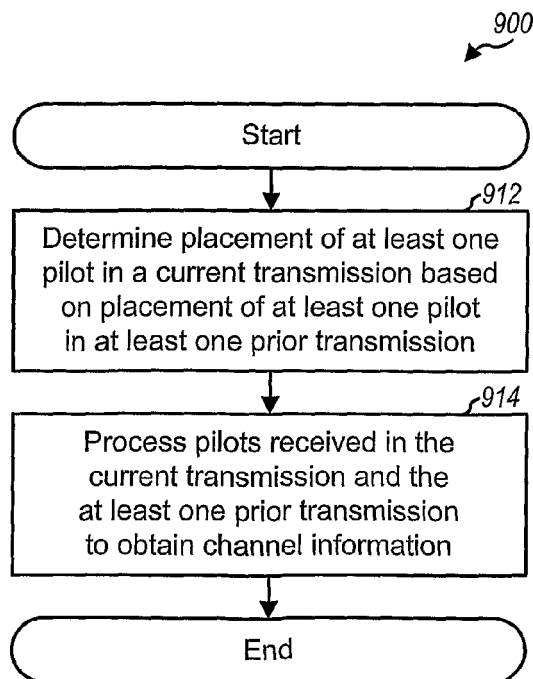 900
Start
912
Determine placement of at least one
pilot in a current transmission based
on placement of at least one pilot
in at least one prior transmission
914
Process pilots received in the
current transmission and the
at least one prior transmission
to obtain channel information
End